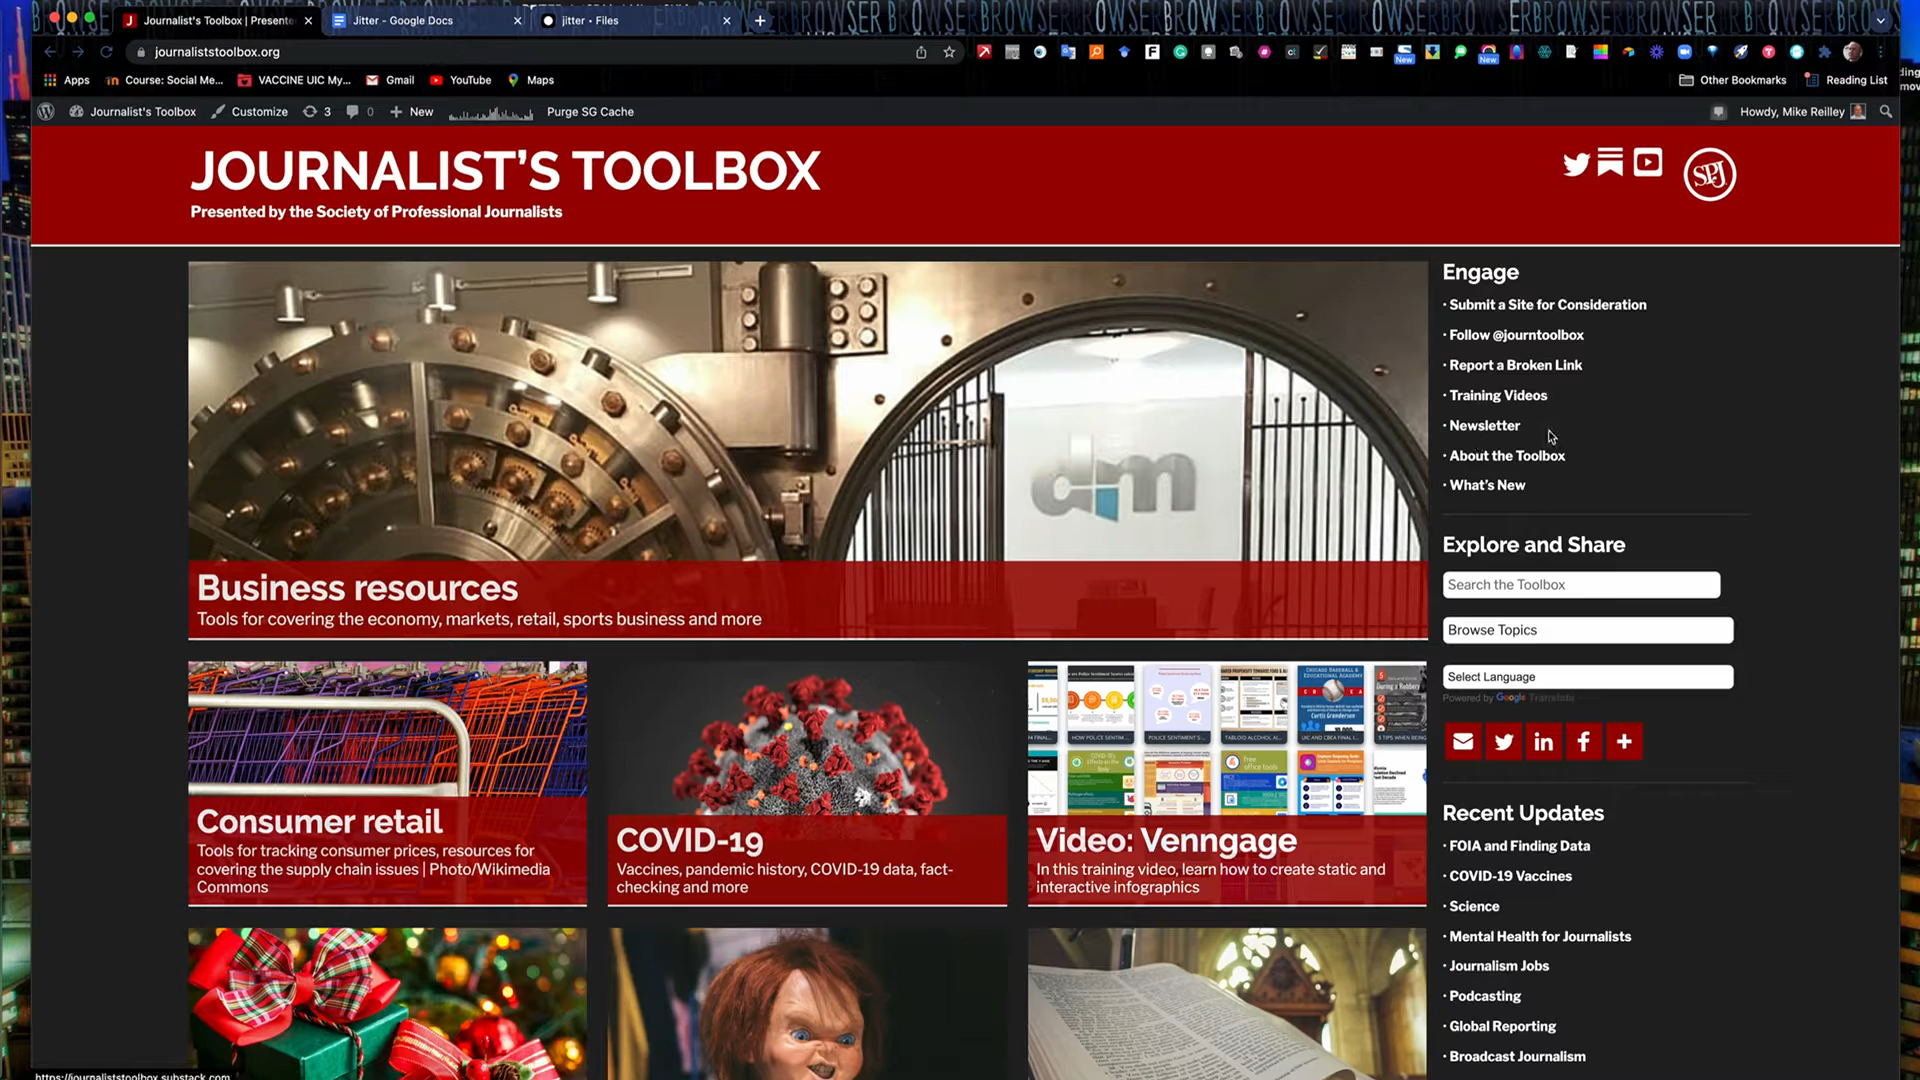 Journalist's Toolbox | Presente
Jitter - Google Docs
jitter • Files
journaliststoolbox.org
New
New
Apps
Course: Social Me...
VACCINE UIC My...
Gmail
YouTube
Maps
Other Bookmarks
Reading List
Journalist's Toolbox
Customize
3
0
New
Purge SG Cache
Howdy, Mike Reilley
JOURNALIST'S TOOLBOX
Presented by the Society of Professional Journalists
SPJ
Engage
· Submit a Site for Consideration
· Follow @journtoolbox
· Report a Broken Link
· Training Videos
· Newsletter
· About the Toolbox
· What's New
dm
Business resources
Tools for covering the economy, markets, retail, sports business and more
Explore and Share
Search the Toolbox
Browse Topics
Select Language
Powered by Google Translate
Consumer retail
Tools for tracking consumer prices, resources for
covering the supply chain issues | Photo/Wikimedia
Commons
COVID-19
Vaccines, pandemic history, COVID-19 data, fact-
checking and more
Video: Venngage
In this training video, learn how to create static and
interactive infographics
Recent Updates
· FOIA and Finding Data
· COVID-19 Vaccines
· Science
· Mental Health for Journalists
· Journalism Jobs
· Podcasting
· Global Reporting
· Broadcast Journalism
https://journaliststoolbox.substack.com